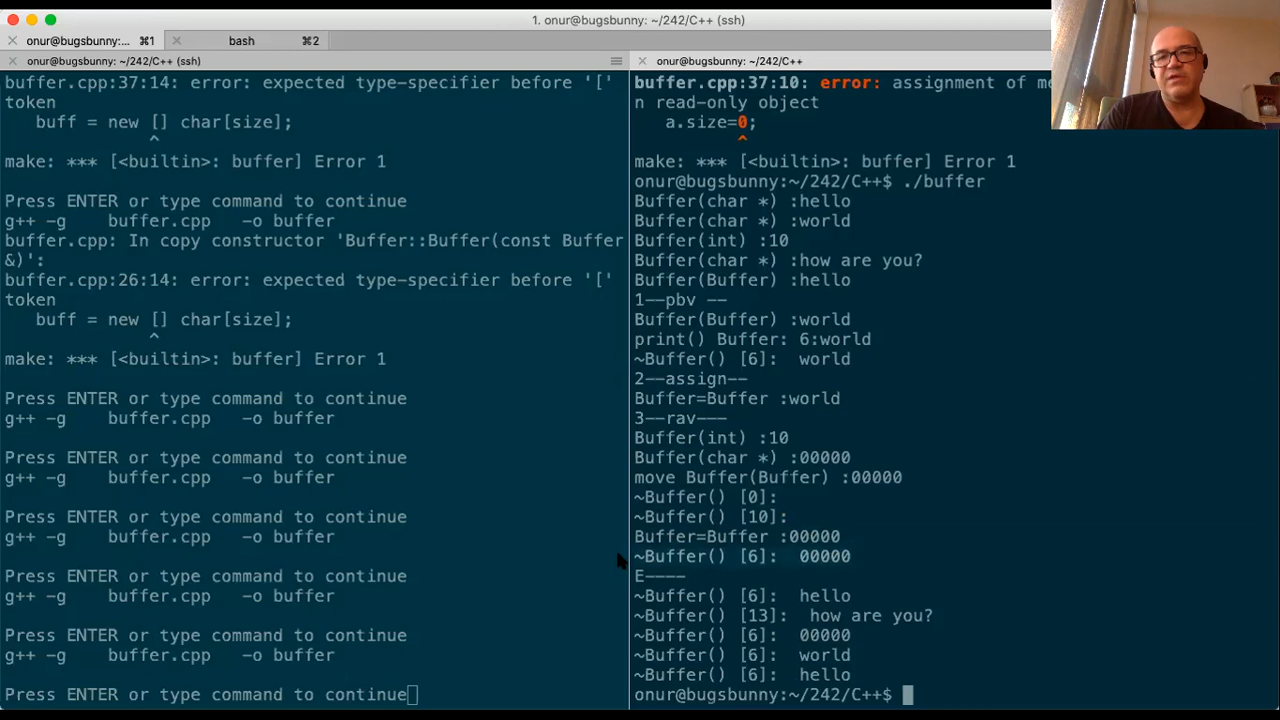 1. onur@bugsbunny: ~/242/C++ (ssh)
onur@bugsbunny:... ⌘1
bash ⌘2
onur@bugsbunny: ~/242/C++ (ssh)
buffer.cpp:37:14: error: expected type-specifier before '['
token
buff = new [] char[size];
^
make: *** [<builtin>: buffer] Error 1
Press ENTER or type command to continue
g++ -g buffer.cpp -o buffer
buffer.cpp: In copy constructor 'Buffer::Buffer(const Buffer
&)':
buffer.cpp:26:14: error: expected type-specifier before '['
token
buff = new [] char[size];
^
make: *** [<builtin>: buffer] Error 1
Press ENTER or type command to continue
g++ -g buffer.cpp -o buffer
Press ENTER or type command to continue
g++ -g buffer.cpp -o buffer
Press ENTER or type command to continue
g++ -g buffer.cpp -o buffer
Press ENTER or type command to continue
g++ -g buffer.cpp -o buffer
Press ENTER or type command to continue
g++ -g buffer.cpp -o buffer
Press ENTER or type command to continue
onur@bugsbunny: ~/242/C++
buffer.cpp:37:10: error: assignment of
n read-only object
a.size=0;
^
make: *** [<builtin>: buffer] Error 1
onur@bugsbunny:~/242/C++$ ./buffer
Buffer(char *) :hello
Buffer(char *) :world
Buffer(int) :10
Buffer(char *) :how are you?
Buffer(Buffer) :hello
1--pbv --
Buffer(Buffer) :world
print() Buffer: 6:world
~Buffer() [6]: world
2--assign--
Buffer=Buffer :world
3--rav---
Buffer(int) :10
Buffer(char *) :00000
move Buffer(Buffer) :00000
~Buffer() [0]:
~Buffer() [10]:
Buffer=Buffer :00000
~Buffer() [6]: 00000
E----
~Buffer() [6]: hello
~Buffer() [13]: how are you?
~Buffer() [6]: 00000
~Buffer() [6]: world
~Buffer() [6]: hello
onur@bugsbunny:~/242/C++$